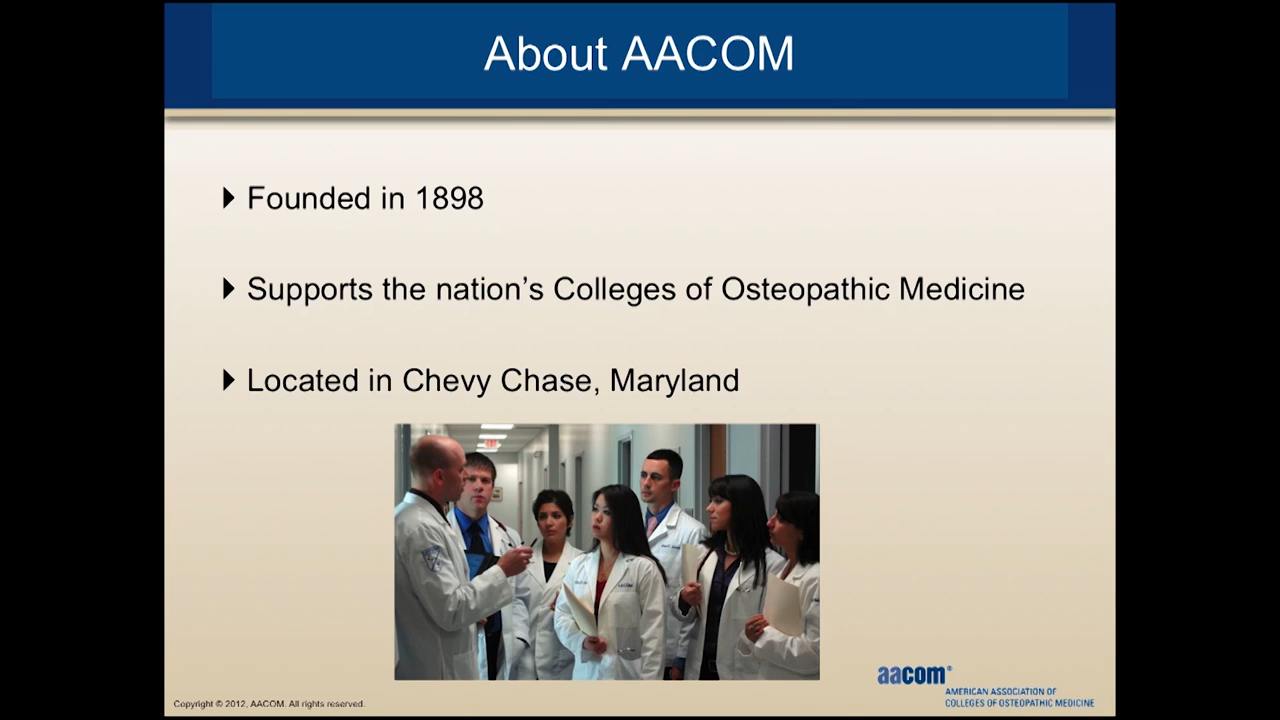 About AACOM
Founded in 1898
Supports the nation’s Colleges of Osteopathic Medicine
Located in Chevy Chase, Maryland
aacom®
AMERICAN ASSOCIATION OF
COLLEGES OF OSTEOPATHIC MEDICINE
Copyright © 2012, AACOM. All rights reserved.